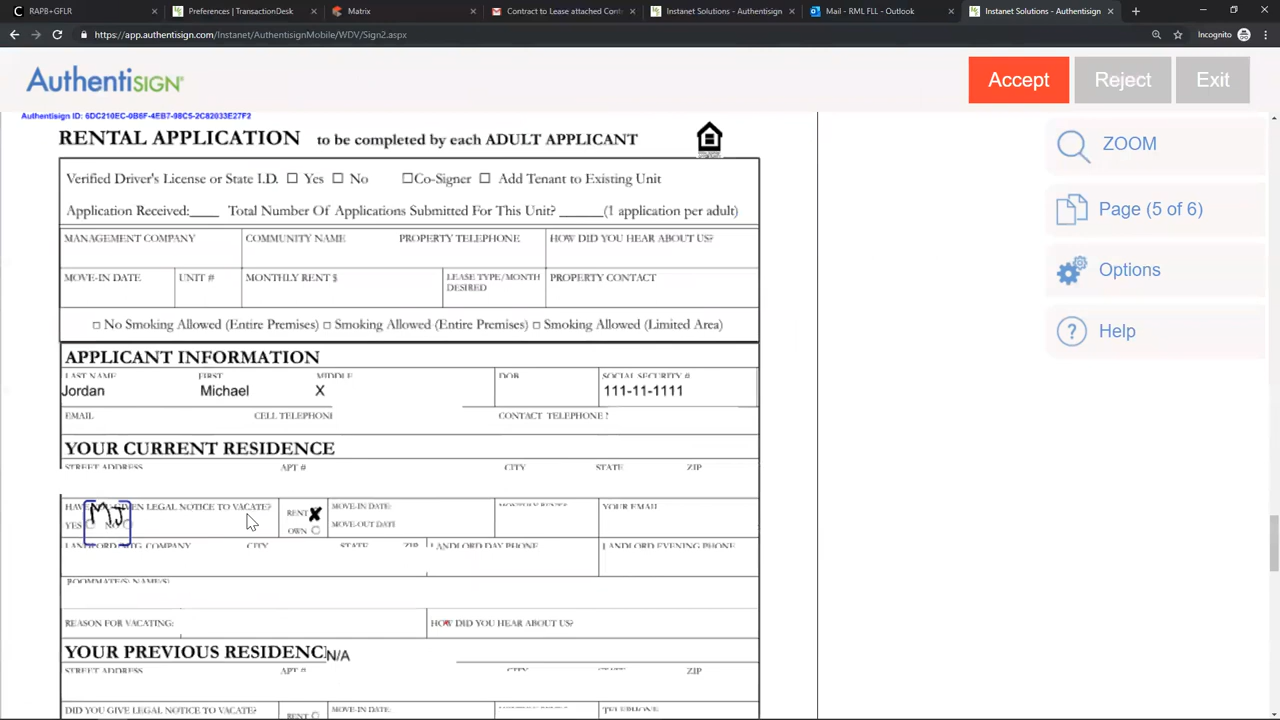 RAPB+GFLR
Preferences | TransactionDesk
Matrix
Contract to Lease attached Cont
Instanet Solutions - Authentisign
Mail - RML FLL - Outlook
Instanet Solutions - Authentisign
https://app.authentisign.com/Instanet/AuthentisignMobile/WDV/Sign2.aspx
Incognito
AuthentiSIGN
Accept
Reject
Exit
Authentisign ID: 6DC210EC-0B6F-4EB7-98C5-2C82033E27F2
RENTAL APPLICATION to be completed by each ADULT APPLICANT
ZOOM
Page (5 of 6)
Options
Help
Verified Driver's License or State I.D. Yes No Co-Signer Add Tenant to Existing Unit
Application Received: Total Number Of Applications Submitted For This Unit? (1 application per adult)
MANAGEMENT COMPANY COMMUNITY NAME PROPERTY TELEPHONE HOW DID YOU HEAR ABOUT US?
MOVE-IN DATE UNIT # MONTHLY RENT $ LEASE TYPE/MONTH DESIRED PROPERTY CONTACT
No Smoking Allowed (Entire Premises) Smoking Allowed (Entire Premises) Smoking Allowed (Limited Area)
APPLICANT INFORMATION
LAST NAME FIRST MIDDLE DOB SOCIAL SECURITY #
Jordan Michael X 111-11-1111
EMAIL CELL TELEPHONE CONTACT TELEPHONE ?
YOUR CURRENT RESIDENCE
STREET ADDRESS APT # CITY STATE ZIP
GIVEN LEGAL NOTICE TO VACATE? MOVE-IN DATE: MONTHLY RENT? YOUR EMAIL
MJ
YES NO RENT OWN MOVE-OUT DATE
LANDLORD/MTG. COMPANY CITY STATE ZIP LANDLORD DAY PHONE LANDLORD EVENING PHONE
ROOMMATE(S) NAME(S)
REASON FOR VACATING: HOW DID YOU HEAR ABOUT US?
YOUR PREVIOUS RESIDENC N/A
STREET ADDRESS APT # CITY STATE ZIP
DID YOU GIVE LEGAL NOTICE TO VACATE? RENT MOVE-IN DATE: TELEPHONE